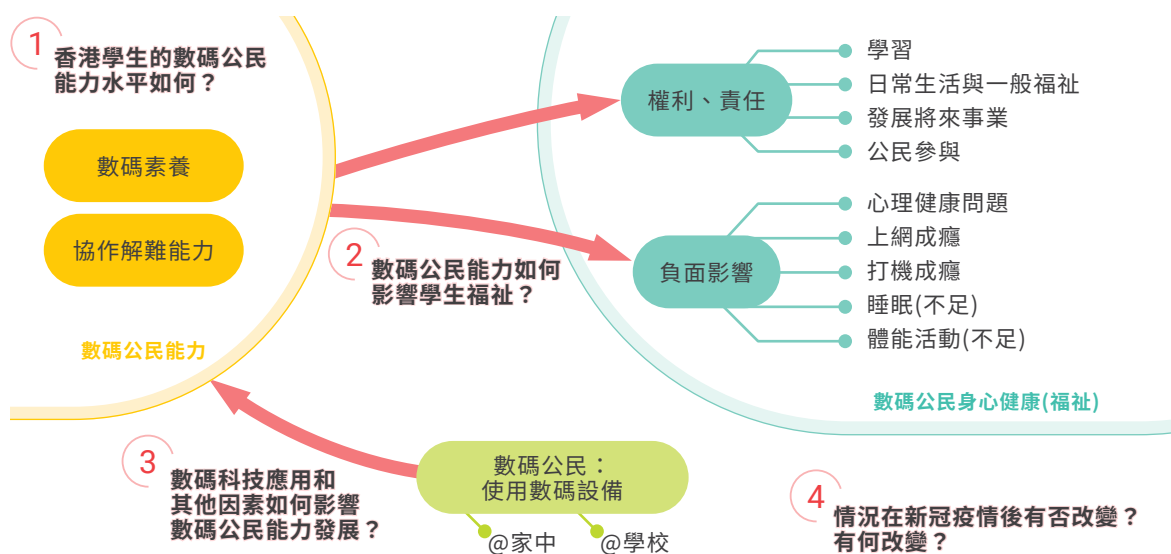 1
香港學生的數碼公民
能力水平如何？
數碼素養
協作解難能力
數碼公民能力
2
數碼公民能力如何
影響學生福祉？
權利、責任
學習
日常生活與一般福祉
發展將來事業
公民參與
負面影響
心理健康問題
上網成癮
打機成癮
睡眠(不足)
體能活動(不足)
數碼公民身心健康(福祉)
3
數碼科技應用和
其他因素如何影響
數碼公民能力發展？
數碼公民：
使用數碼設備
@家中
@學校
4
情況在新冠疫情後有否改變？
有何改變？